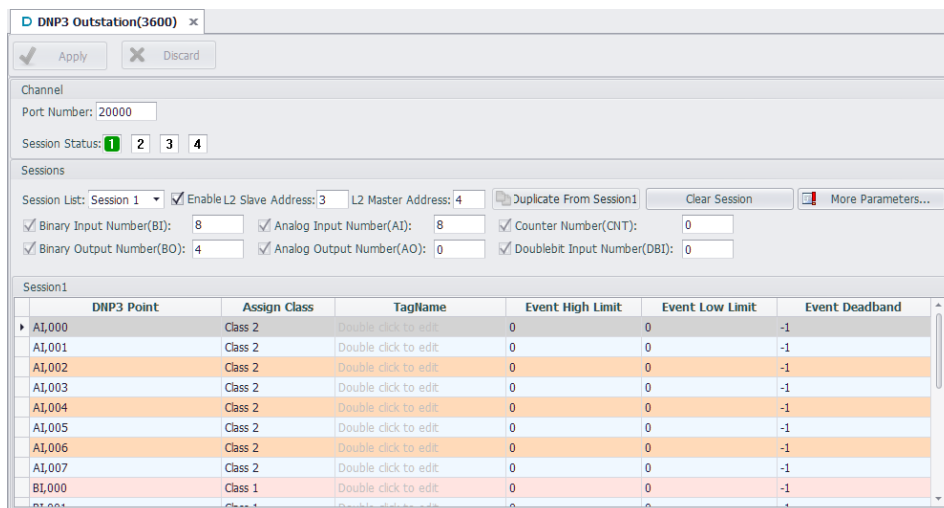 DNP3 Outstation(3600) ×
Apply Discard
Channel
Port Number: 20000
Session Status: 1 2 3 4
Sessions
Session List: Session 1 Enable L2 Slave Address: 3 L2 Master Address: 4 Duplicate From Session1 Clear Session More Parameters...
Binary Input Number(BI): 8 Analog Input Number(AI): 8 Counter Number(CNT): 0
Binary Output Number(BO): 4 Analog Output Number(AO): 0 Doublebit Input Number(DBI): 0
Session1
DNP3 Point Assign Class TagName Event High Limit Event Low Limit Event Deadband
AI,000 Class 2 Double click to edit 0 0 -1
AI,001 Class 2 Double click to edit 0 0 -1
AI,002 Class 2 Double click to edit 0 0 -1
AI,003 Class 2 Double click to edit 0 0 -1
AI,004 Class 2 Double click to edit 0 0 -1
AI,005 Class 2 Double click to edit 0 0 -1
AI,006 Class 2 Double click to edit 0 0 -1
AI,007 Class 2 Double click to edit 0 0 -1
BI,000 Class 1 Double click to edit 0 0 -1